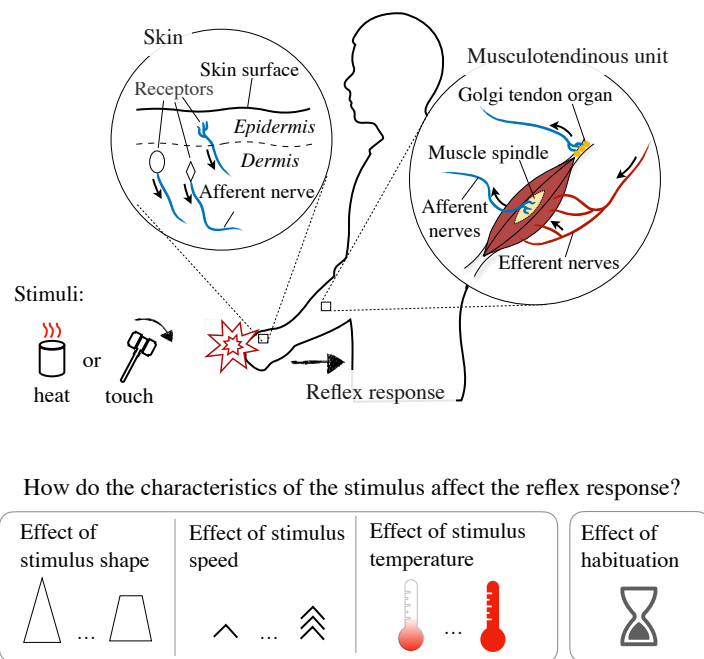 Skin
Skin surface
Receptors
Epidermis
Dermis
Afferent nerve
Musculotendinous unit
Golgi tendon organ
Muscle spindle
Afferent
nerves
Efferent nerves
Stimuli:
or
heat
touch
Reflex response
How do the characteristics of the stimulus affect the reflex response?
Effect of
stimulus shape
...
Effect of stimulus
speed
...
Effect of stimulus
temperature
...
Effect of
habituation